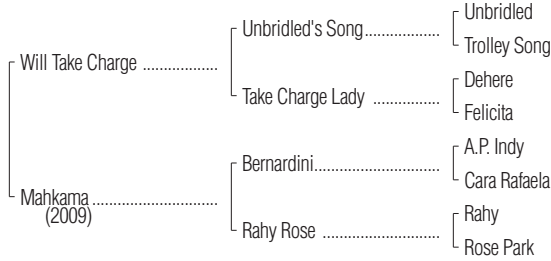 Unbridled
Unbridled's Song..................
Trolley Song
Will Take Charge ..................
Dehere
Take Charge Lady ................
Felicita
A.P. Indy
Bernardini..............................
Cara Rafaela
Mahkama..............................
(2009)
Rahy
Rahy Rose ............................
Rose Park